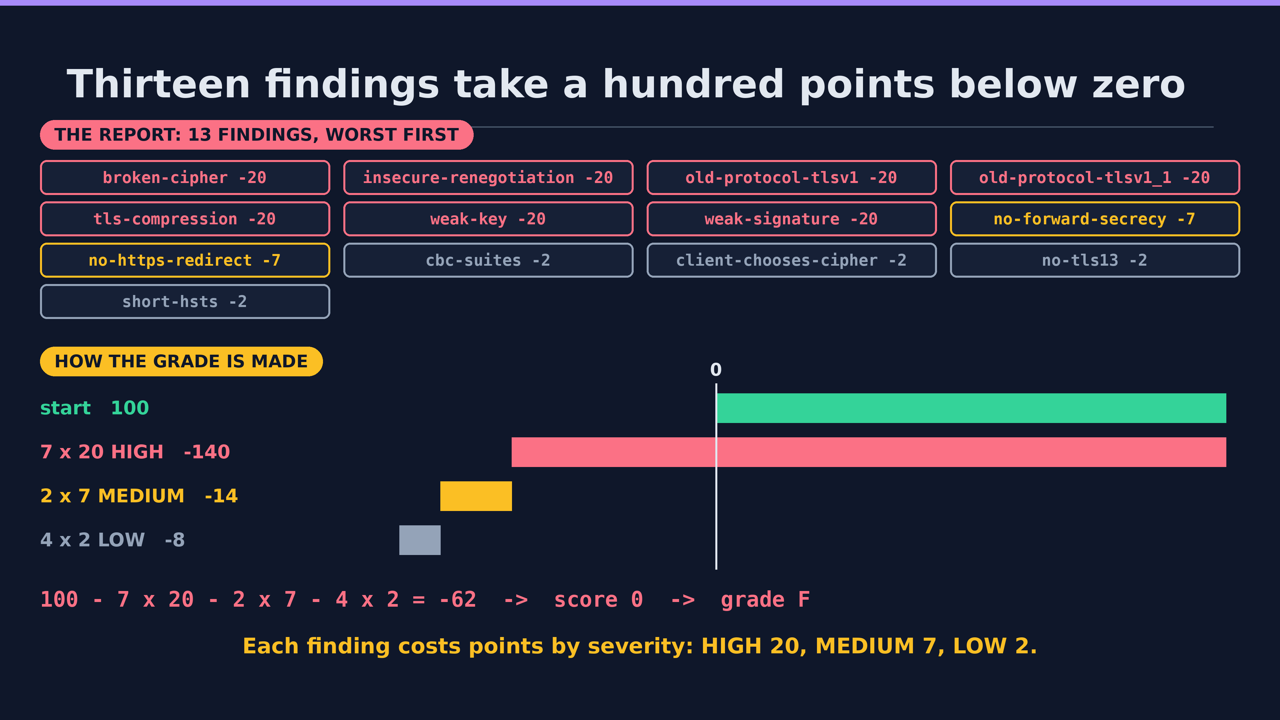 Thirteen findings take a hundred points below zero
THE REPORT: 13 FINDINGS, WORST FIRST
broken-cipher -20
insecure-renegotiation -20
old-protocol-tlsv1 -20
old-protocol-tlsv1_1 -20
tls-compression -20
weak-key -20
weak-signature -20
no-forward-secrecy -7
no-https-redirect -7
cbc-suites -2
client-chooses-cipher -2
no-tls13 -2
short-hsts -2
HOW THE GRADE IS MADE
0
start 100
7 x 20 HIGH -140
2 x 7 MEDIUM -14
4 x 2 LOW -8
100 - 7 x 20 - 2 x 7 - 4 x 2 = -62 -> score 0 -> grade F
Each finding costs points by severity: HIGH 20, MEDIUM 7, LOW 2.